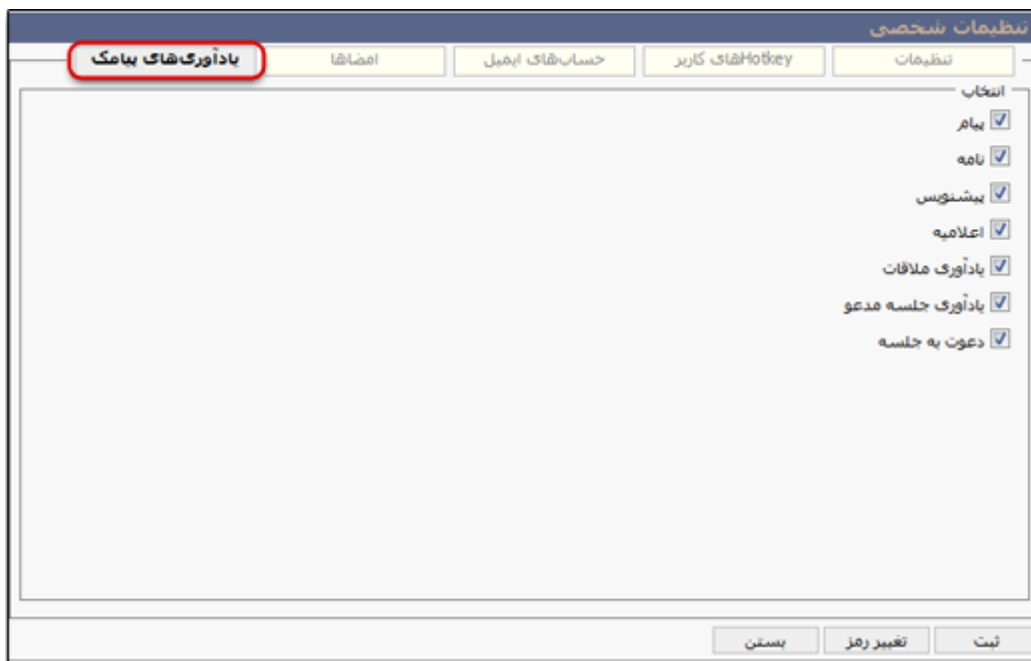 تنظیمات شخصی
تنظیمات Hotkeyهای کاربر حساب‌های ایمیل امضاها یادآوری‌های پیامک
انتخاب
پیام
نامه
پیشنویس
اعلامیه
یادآوری ملاقات
یادآوری جلسه مدعو
دعوت به جلسه
ثبت تغییر رمز بستن